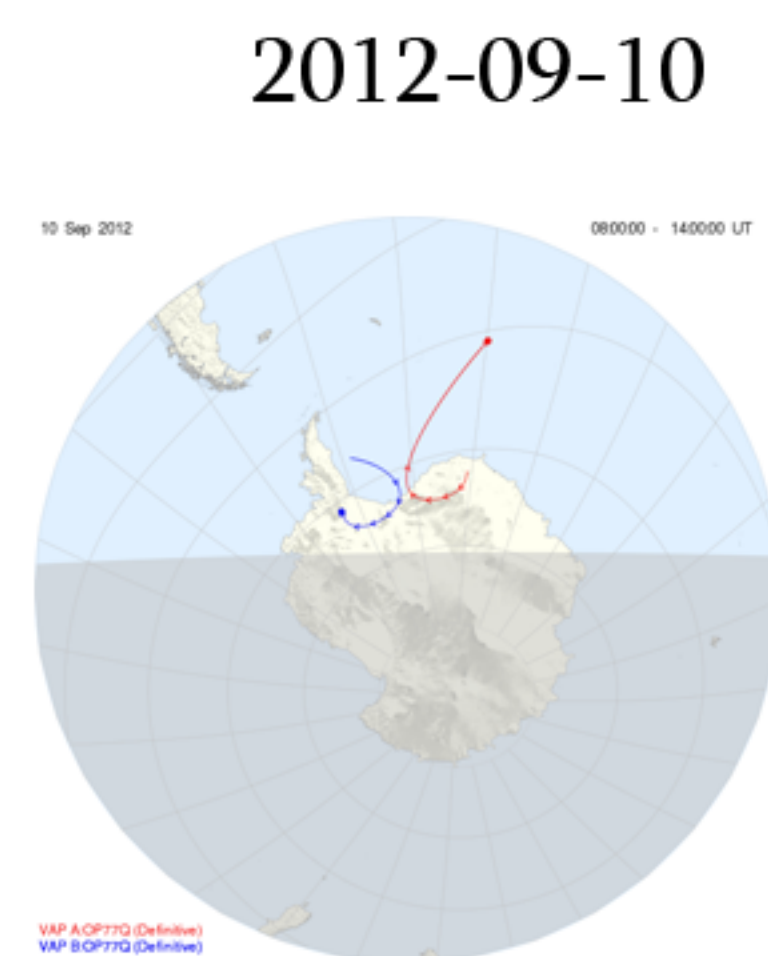 2012-09-10
10 Sep 2012
08:00:00 - 14:00:00 UT
VAP A:OP77Q (Definitive)
VAP B:OP77Q (Definitive)